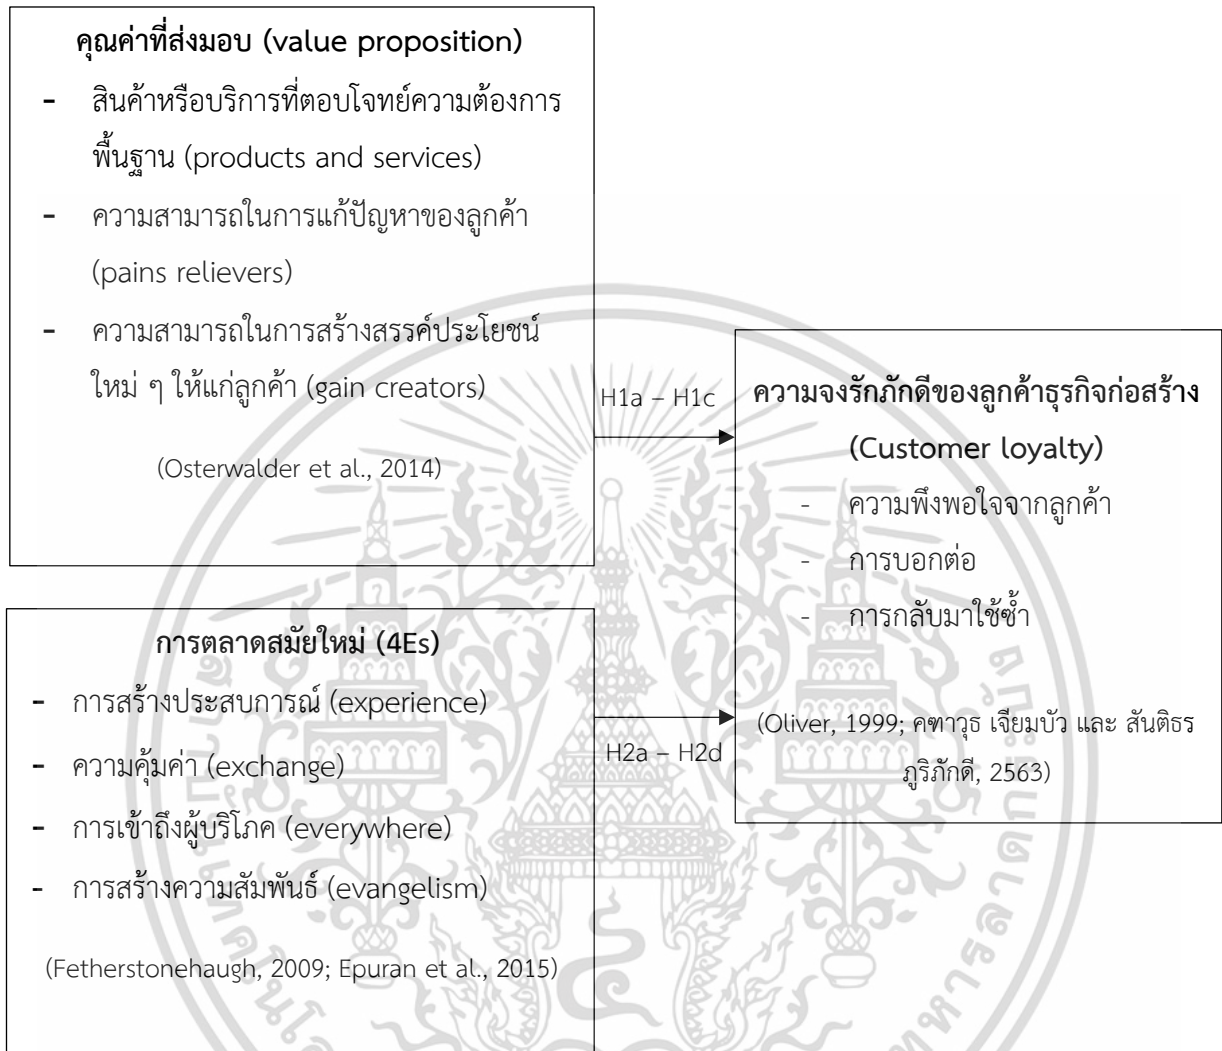 คุณค่าที่ส่งมอบ (value proposition)
- สินค้าหรือบริการที่ตอบโจทย์ความต้องการ
พื้นฐาน (products and services)
- ความสามารถในการแก้ปัญหาของลูกค้า
(pains relievers)
- ความสามารถในการสร้างสรรค์ประโยชน์
ใหม่ ๆ ให้แก่ลูกค้า (gain creators)
(Osterwalder et al., 2014)
H1a – H1c
ความจงรักภักดีของลูกค้าธุรกิจก่อสร้าง
(Customer loyalty)
- ความพึงพอใจจากลูกค้า
- การบอกต่อ
- การกลับมาใช้ซ้ำ
(Oliver, 1999; คฑาวุธ เจียมบัว และ สันติธร
ภูริภักดี, 2563)
การตลาดสมัยใหม่ (4Es)
- การสร้างประสบการณ์ (experience)
- ความคุ้มค่า (exchange)
- การเข้าถึงผู้บริโภค (everywhere)
- การสร้างความสัมพันธ์ (evangelism)
(Fetherstonehaugh, 2009; Epuran et al., 2015)
H2a – H2d